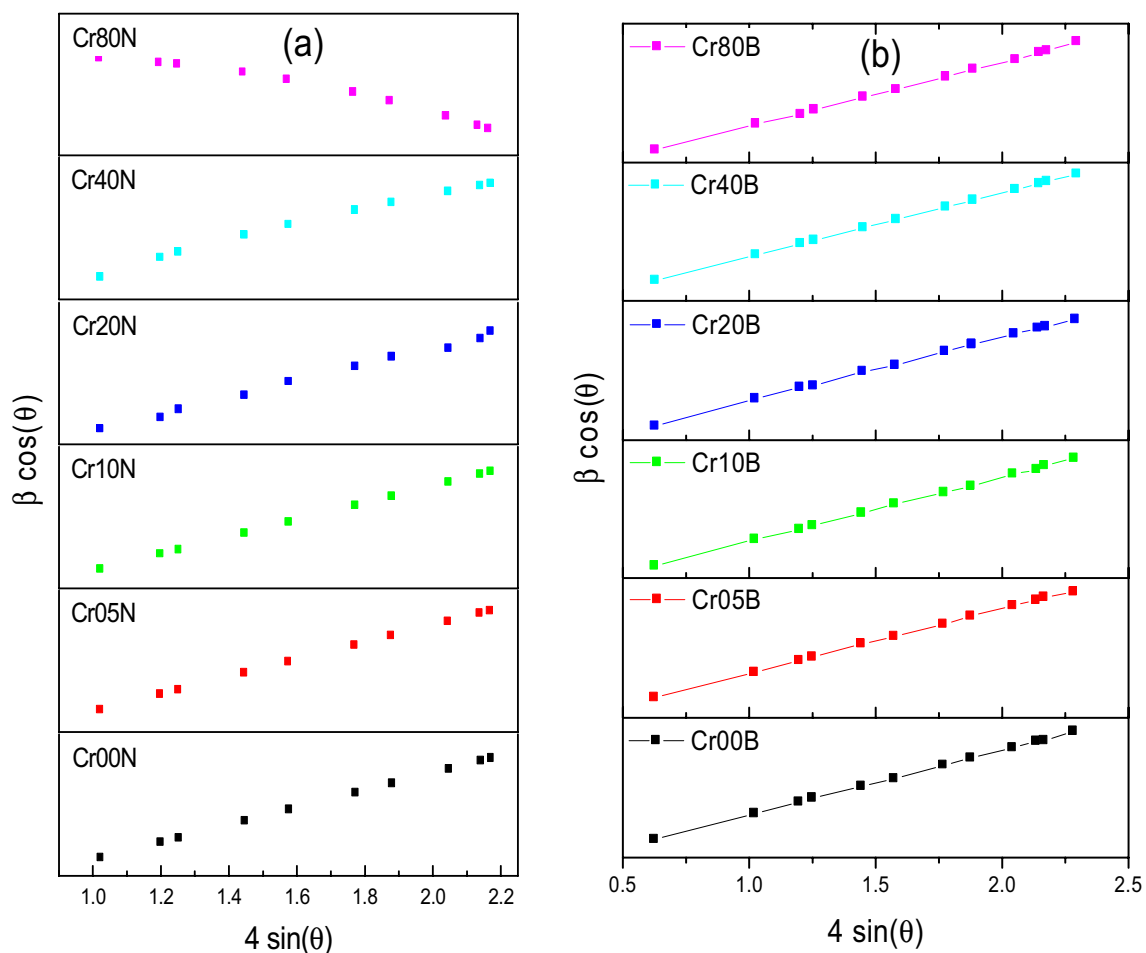 (a)
Cr80N
Cr40N
Cr20N
Cr10N
Cr05N
Cr00N
β cos(θ)
1.0 1.2 1.4 1.6 1.8 2.0 2.2
4 sin(θ)
(b)
Cr80B
Cr40B
Cr20B
Cr10B
Cr05B
Cr00B
β cos(θ)
0.5 1.0 1.5 2.0 2.5
4 sin(θ)